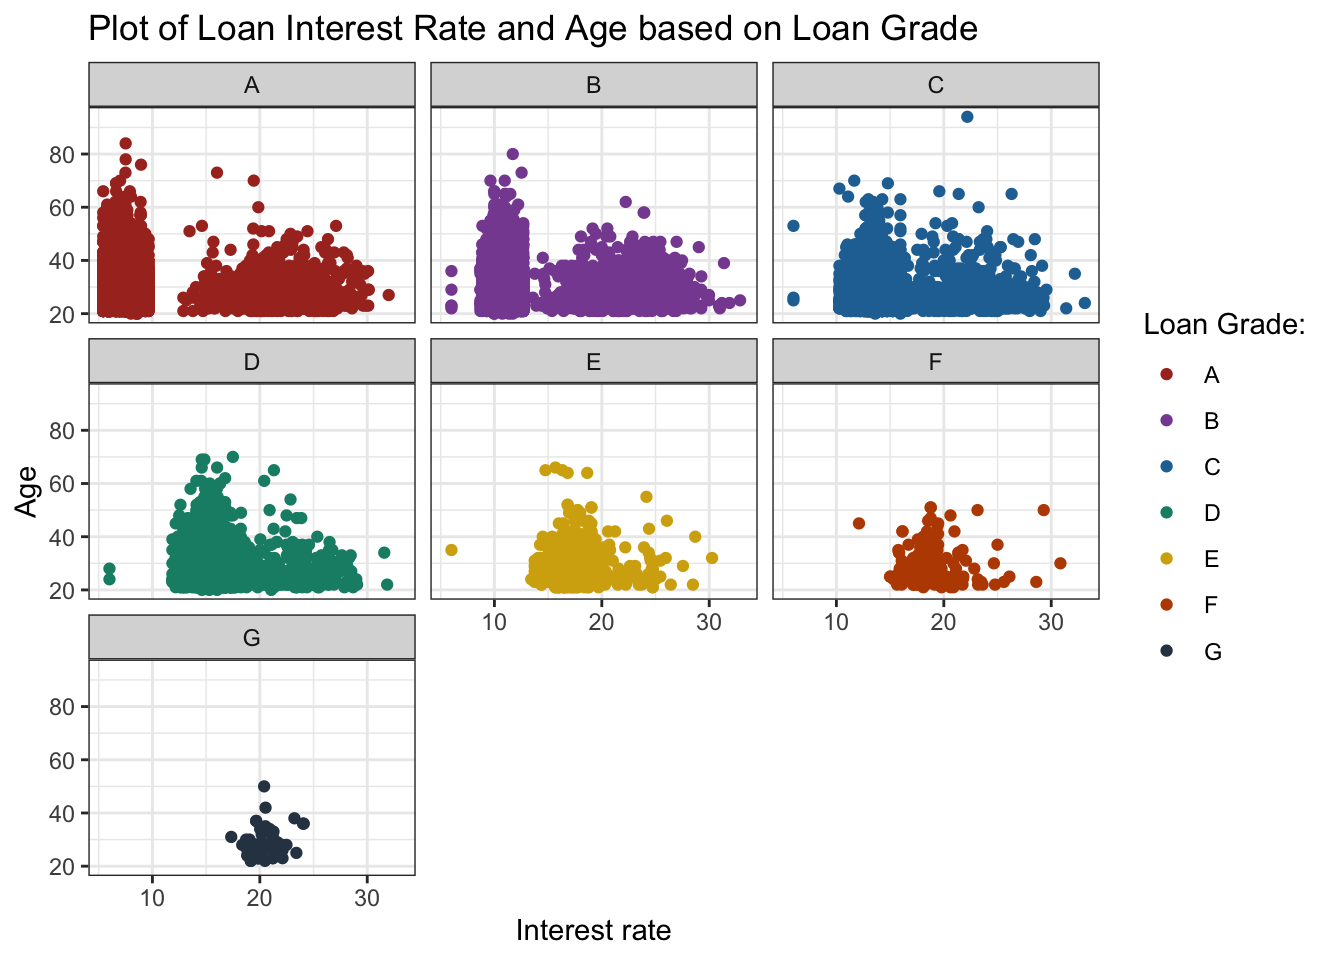 Plot of Loan Interest Rate and Age based on Loan Grade
A B C
80
60
40
20
D E F
80
60
40
20
10 20 30 10 20 30
G
80
60
40
20
10 20 30
Age
Interest rate
Loan Grade:
A
B
C
D
E
F
G